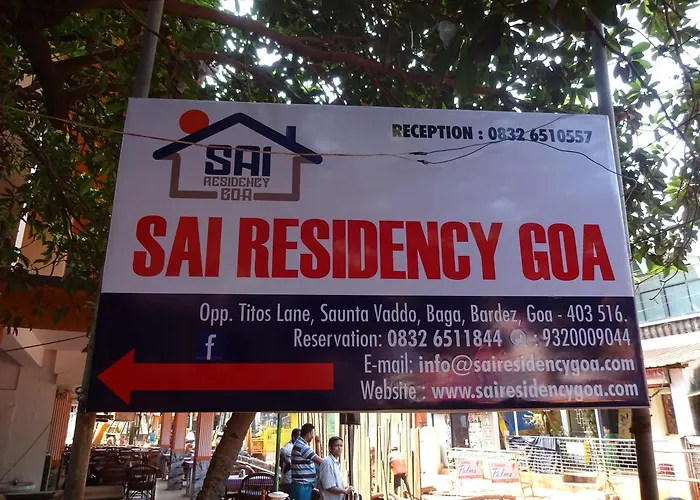 SAI
RESIDENCY
GOA
RECEPTION : 0832 6510557
SAI RESIDENCY GOA
Opp. Titos Lane, Saunta Vaddo, Baga, Bardez, Goa - 403 516.
Reservation: 0832 6511844 : 9320009044
f
E-mail: info@sairesidencygoa.com
Website : www.sairesidencygoa.com